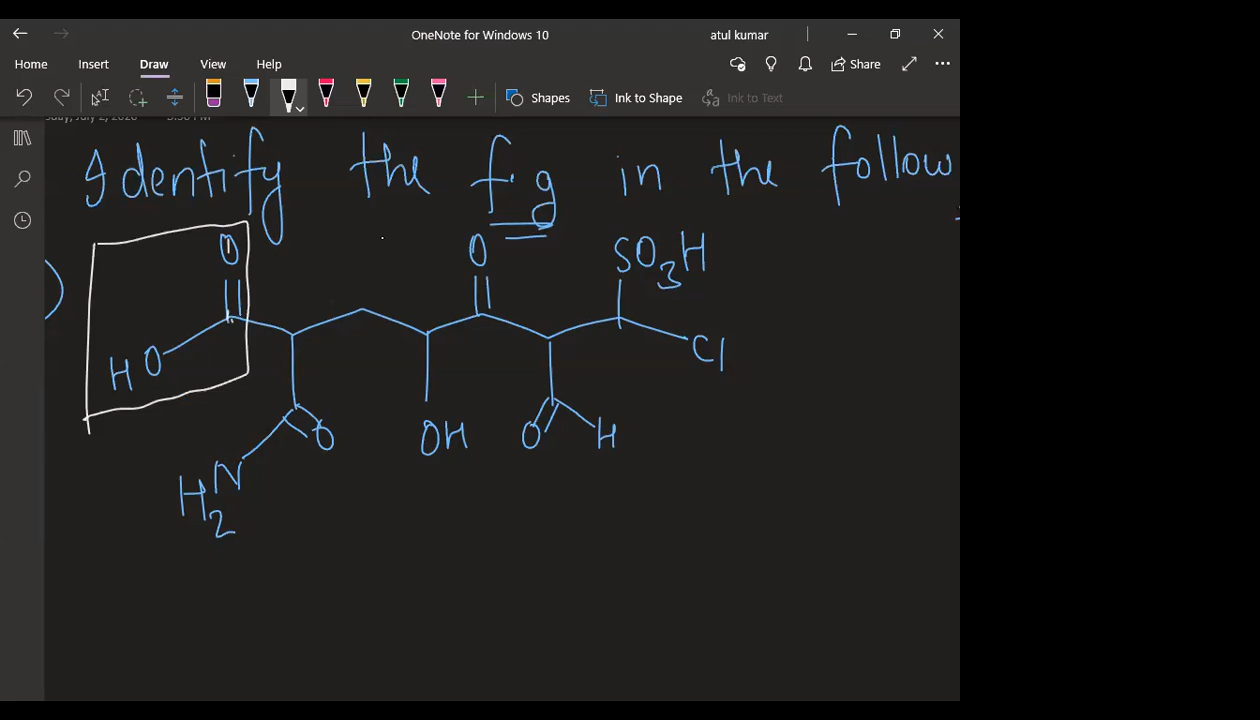 OneNote for Windows 10
atul kumar
Home Insert Draw View Help
Share
Shapes
Ink to Shape
Ink to Text
Identify the f.g in the follow
O O SO3H
HO Cl
O OH O H
H2N